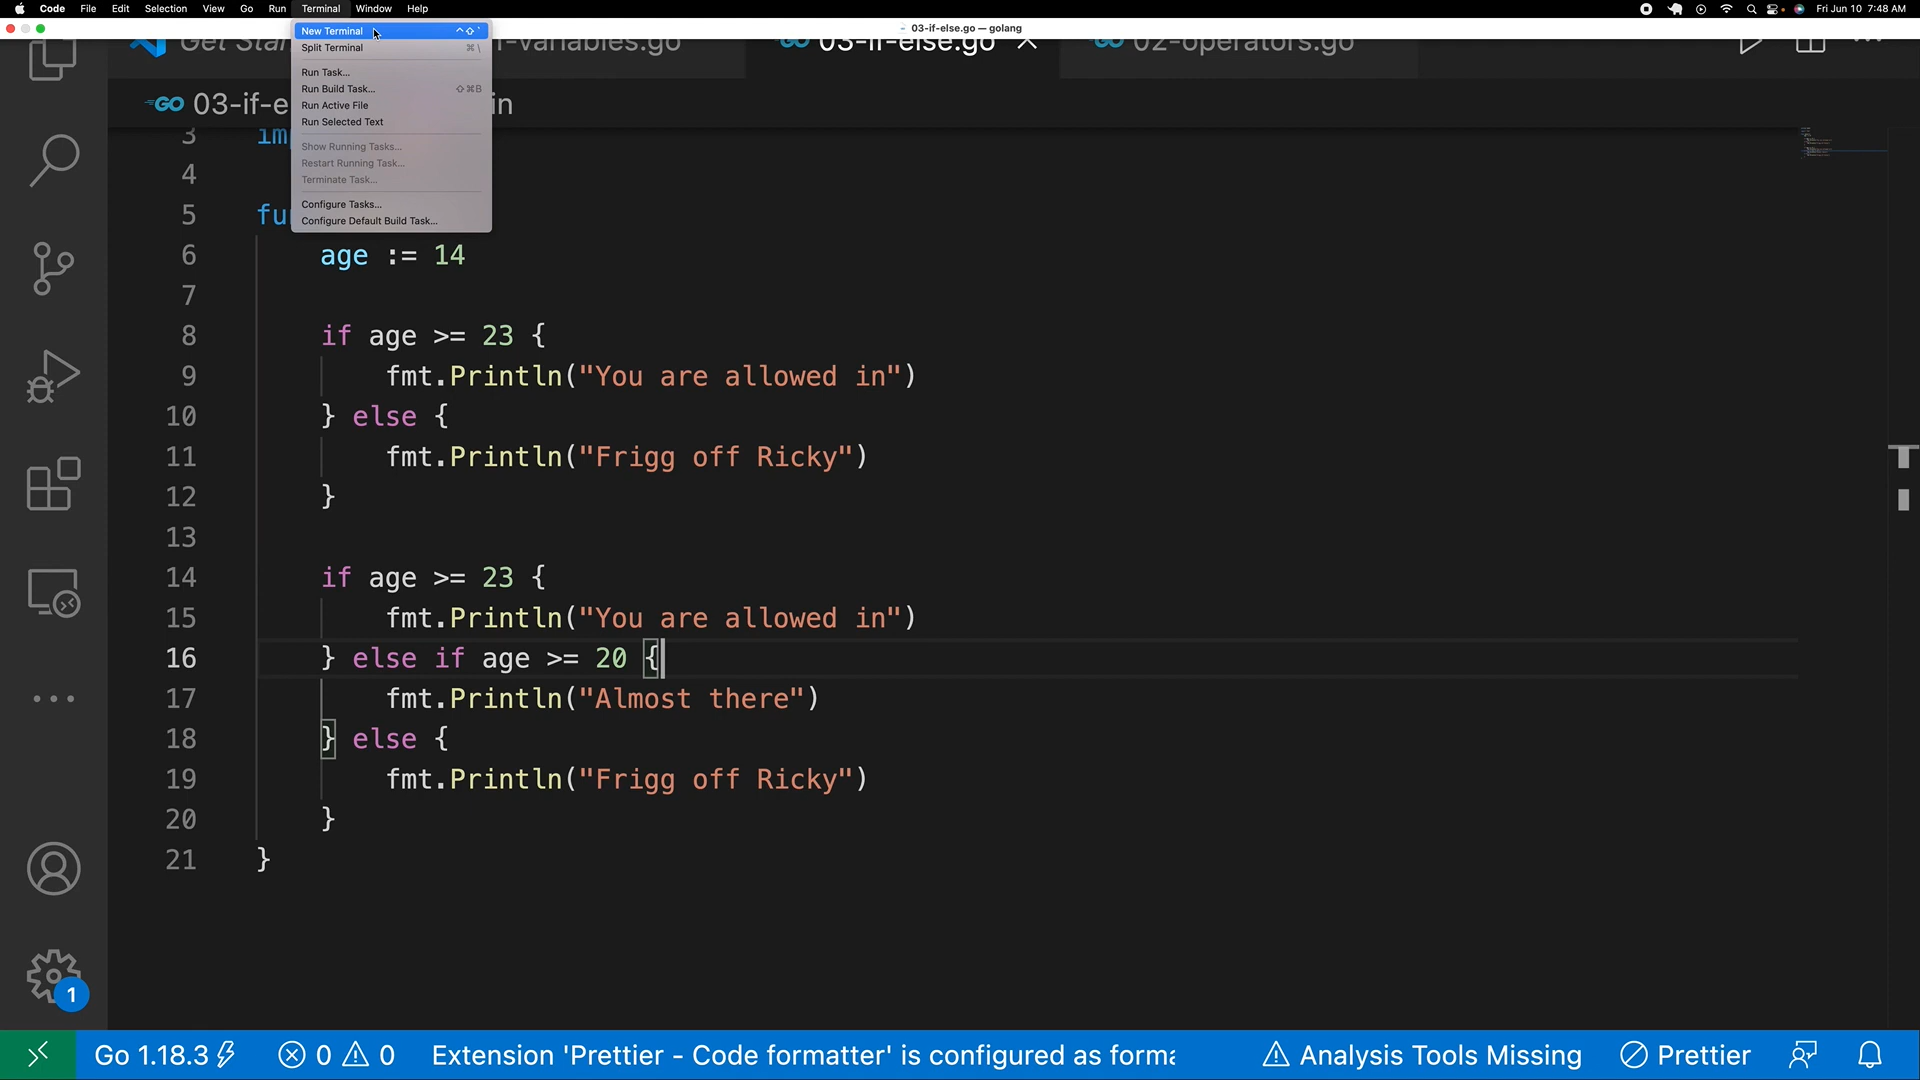 Code File Edit Selection View Go Run Terminal Window Help Fri Jun 10 7:48 AM
03-if-else.go — golang
New Terminal ⌃⇧`
Split Terminal ⌘\
Run Task...
Run Build Task... ⇧⌘B
Run Active File
Run Selected Text
Show Running Tasks...
Restart Running Task...
Terminate Task...
Configure Tasks...
Configure Default Build Task...
03-if-else.go
02-operators.go
3
4
5
6 age := 14
7
8 if age >= 23 {
9 fmt.Println("You are allowed in")
10 } else {
11 fmt.Println("Frigg off Ricky")
12 }
13
14 if age >= 23 {
15 fmt.Println("You are allowed in")
16 } else if age >= 20 {
17 fmt.Println("Almost there")
18 } else {
19 fmt.Println("Frigg off Ricky")
20 }
21 }
1
Go 1.18.3 0 0 Extension 'Prettier - Code formatter' is configured as forma Analysis Tools Missing Prettier